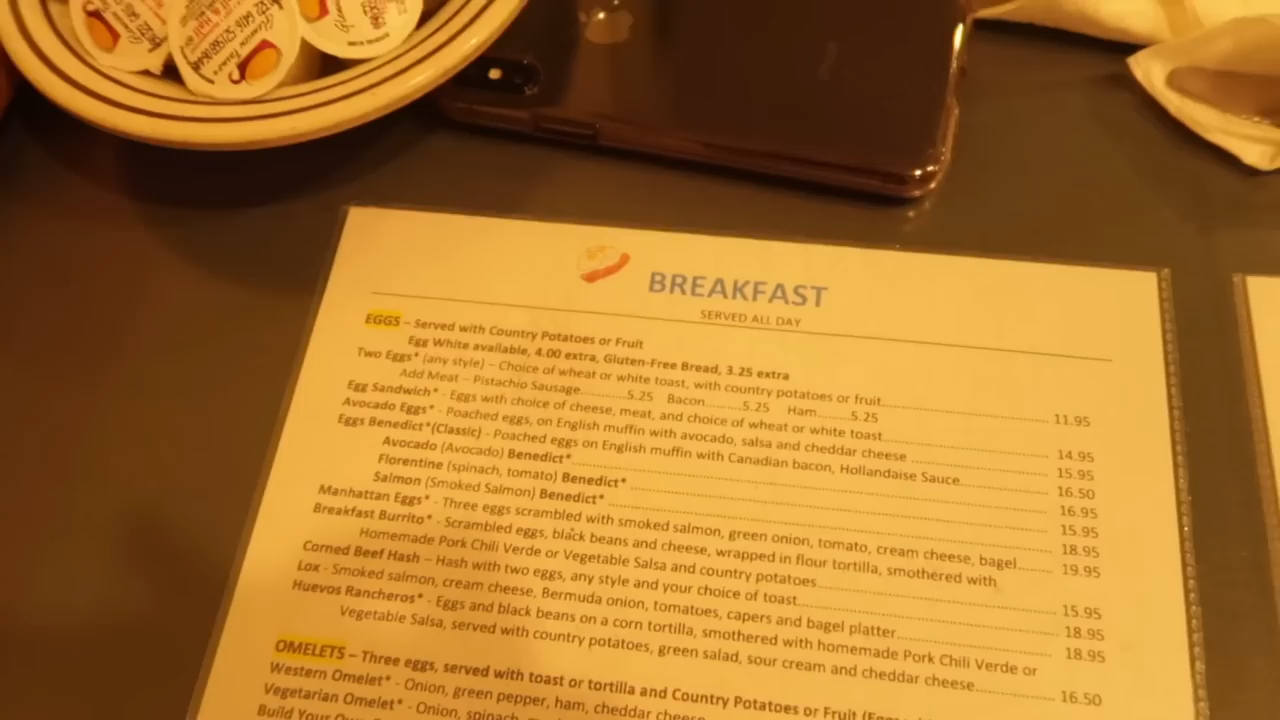 BREAKFAST
SERVED ALL DAY
EGGS – Served with Country Potatoes or Fruit
Egg White available, 4.00 extra, Gluten-Free Bread, 3.25 extra
Two Eggs* (any style) – Choice of wheat or white toast, with country potatoes or fruit 11.95
Add Meat – Pistachio Sausage 5.25 Bacon 5.25 Ham 5.25
Egg Sandwich* - Eggs with choice of cheese, meat, and choice of wheat or white toast 14.95
Avocado Eggs* - Poached eggs, on English muffin with avocado, salsa and cheddar cheese 15.95
Eggs Benedict*(Classic) - Poached eggs on English muffin with Canadian bacon, Hollandaise Sauce 16.50
Avocado (Avocado) Benedict* 16.95
Florentine (spinach, tomato) Benedict* 15.95
Salmon (Smoked Salmon) Benedict* 18.95
Manhattan Eggs* - Three eggs scrambled with smoked salmon, green onion, tomato, cream cheese, bagel 19.95
Breakfast Burrito* - Scrambled eggs, black beans and cheese, wrapped in flour tortilla, smothered with
Homemade Pork Chili Verde or Vegetable Salsa and country potatoes 15.95
Corned Beef Hash – Hash with two eggs, any style and your choice of toast 18.95
Lox - Smoked salmon, cream cheese, Bermuda onion, tomatoes, capers and bagel platter 18.95
Huevos Rancheros* - Eggs and black beans on a corn tortilla, smothered with homemade Pork Chili Verde or
Vegetable Salsa, served with country potatoes, green salad, sour cream and cheddar cheese 16.50
OMELETS – Three eggs, served with toast or tortilla and Country Potatoes or Fruit
Western Omelet* - Onion, green pepper, ham, cheddar cheese
Vegetarian Omelet* - Onion, spinach,
Build Your